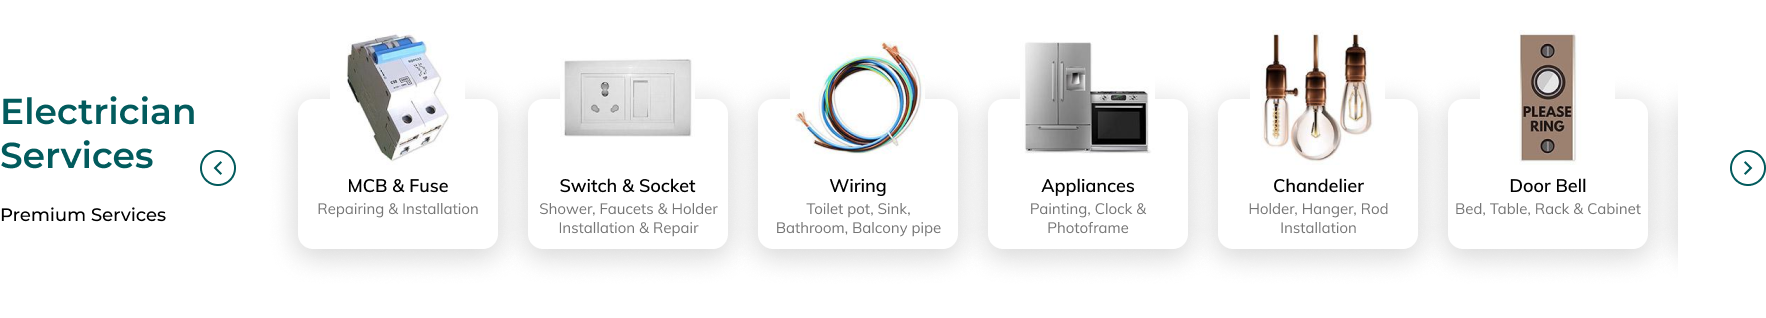 Electrician
Services
Premium Services
MCB & Fuse
Repairing & Installation
Switch & Socket
Shower, Faucets & Holder
Installation & Repair
Wiring
Toilet pot, Sink,
Bathroom, Balcony pipe
Appliances
Painting, Clock &
Photoframe
Chandelier
Holder, Hanger, Rod
Installation
PLEASE
RING
Door Bell
Bed, Table, Rack & Cabinet